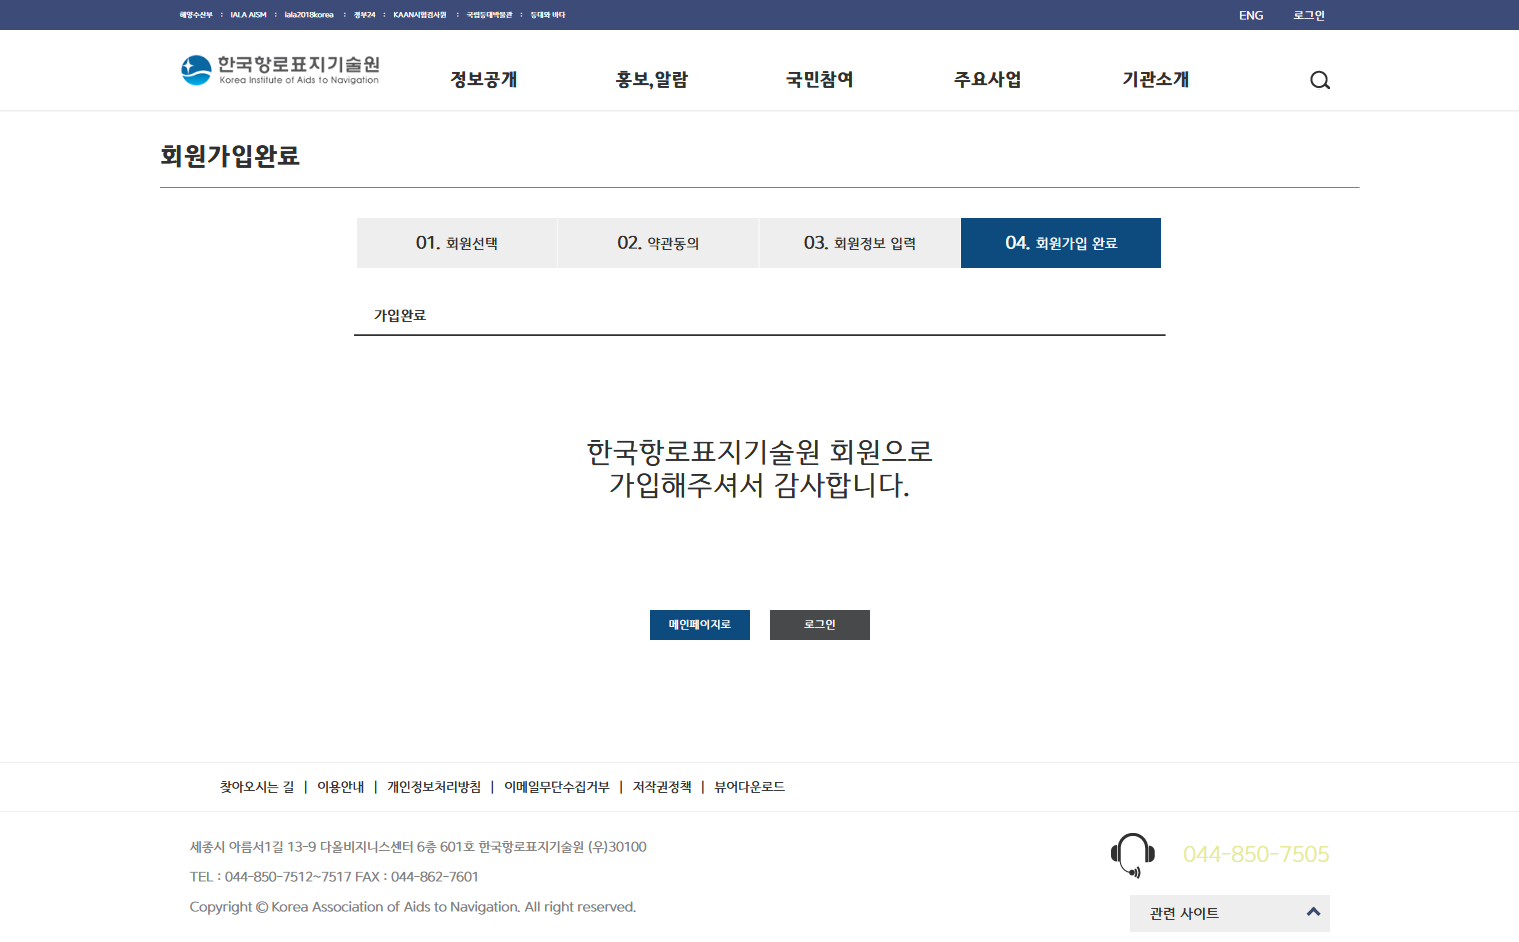 해양수산부 : IALA AISM : iala2018korea : 정부24 : KAAN시험검사원 : 국립등대박물관 : 등대와 바다
ENG 로그인
한국항로표지기술원
Korea Institute of Aids to Navigation
정보공개 홍보,알람 국민참여 주요사업 기관소개
회원가입완료
01. 회원선택 02. 약관동의 03. 회원정보 입력 04. 회원가입 완료
가입완료
한국항로표지기술원 회원으로
가입해주셔서 감사합니다.
메인페이지로 로그인
찾아오시는 길 | 이용안내 | 개인정보처리방침 | 이메일무단수집거부 | 저작권정책 | 뷰어다운로드
세종시 아름서1길 13-9 다올비지니스센터 6층 601호 한국항로표지기술원 (우)30100
TEL : 044-850-7512~7517 FAX : 044-862-7601
Copyright © Korea Association of Aids to Navigation. All right reserved.
044-850-7505
관련 사이트